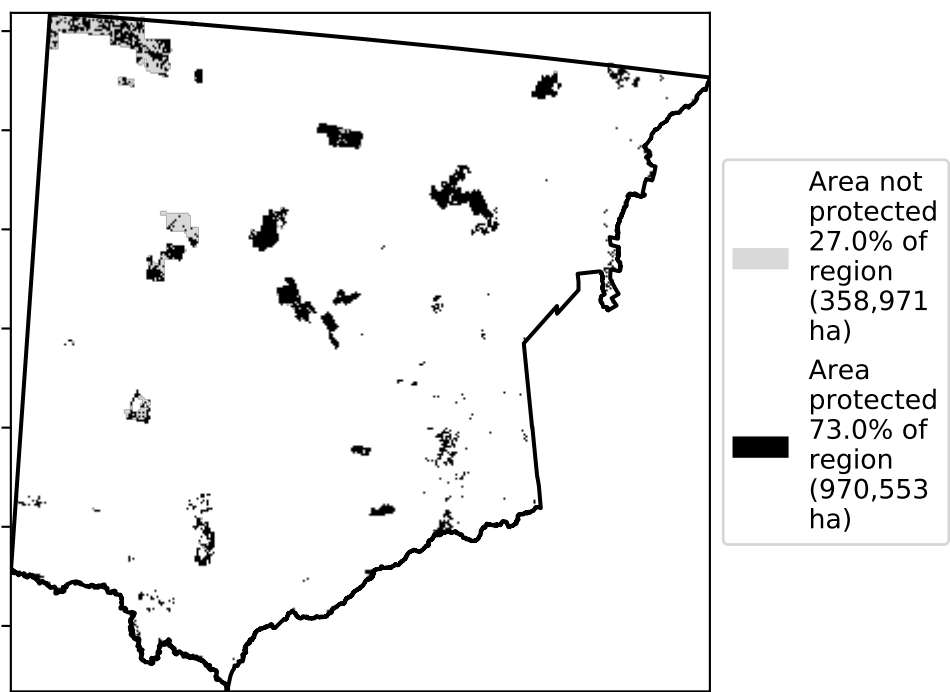 Area not
protected
27.0% of
region
(358,971
ha)
Area
protected
73.0% of
region
(970,553
ha)